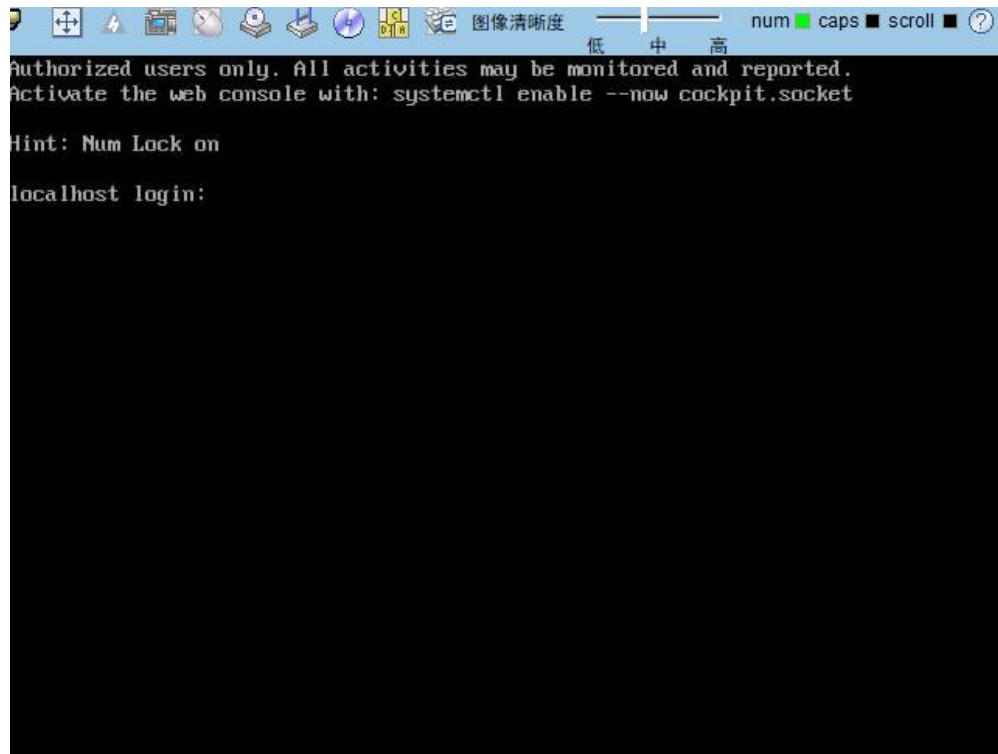 图像清晰度
低 中 高
num caps scroll ?
Authorized users only. All activities may be monitored and reported.
Activate the web console with: systemctl enable --now cockpit.socket
Hint: Num Lock on
localhost login: